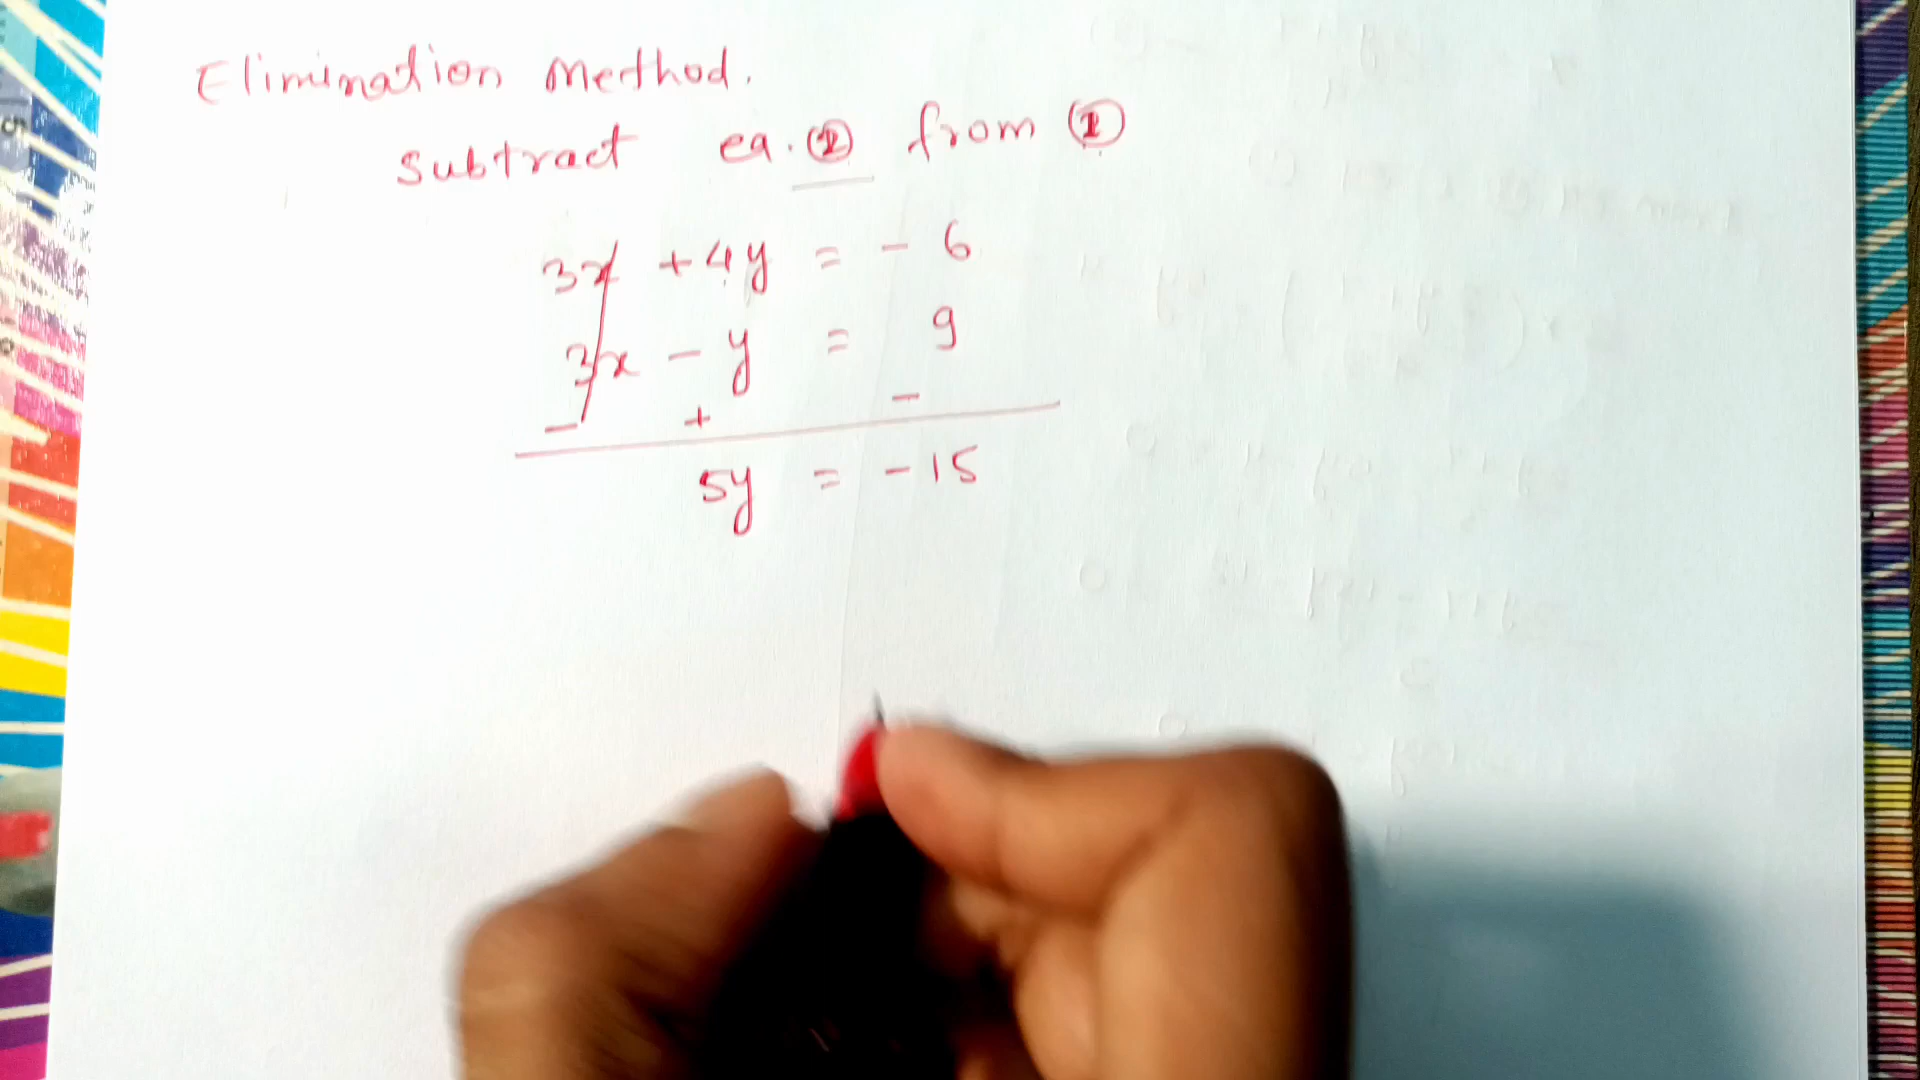 Elimination Method.
Subtract eq. ② from ①
3x + 4y = - 6
3x - y = 9
- + -
5y = - 15